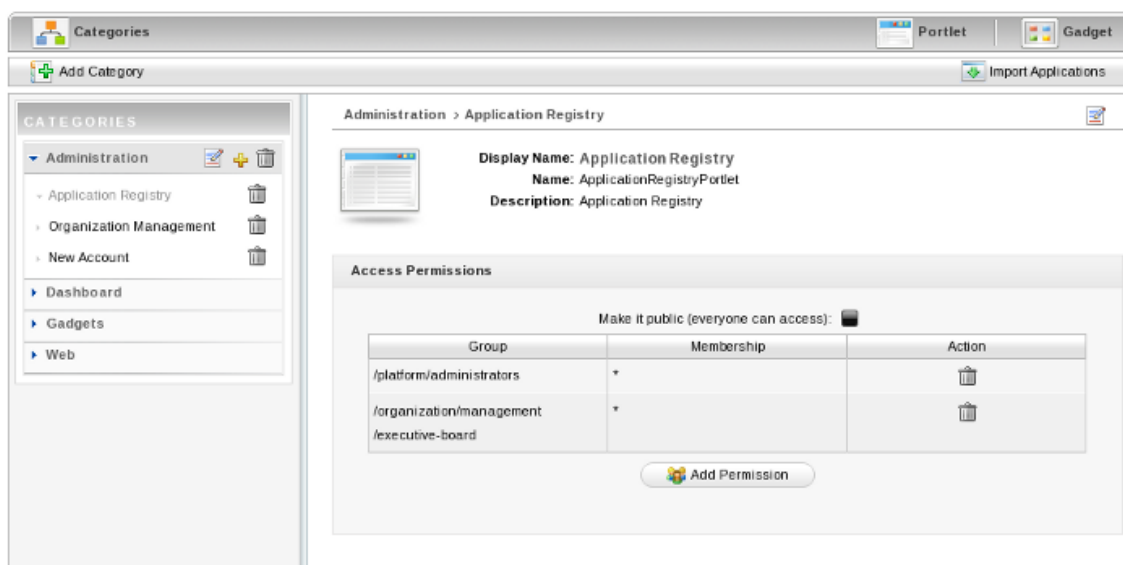 Categories
Portlet
Gadget
Add Category
Import Applications
CATEGORIES
Administration
Application Registry
Organization Management
New Account
Dashboard
Gadgets
Web
Administration > Application Registry
Display Name: Application Registry
Name: ApplicationRegistryPortlet
Description: Application Registry
Access Permissions
Make it public (everyone can access):
Group Membership Action
/platform/administrators *
/organization/management *
/executive-board
Add Permission